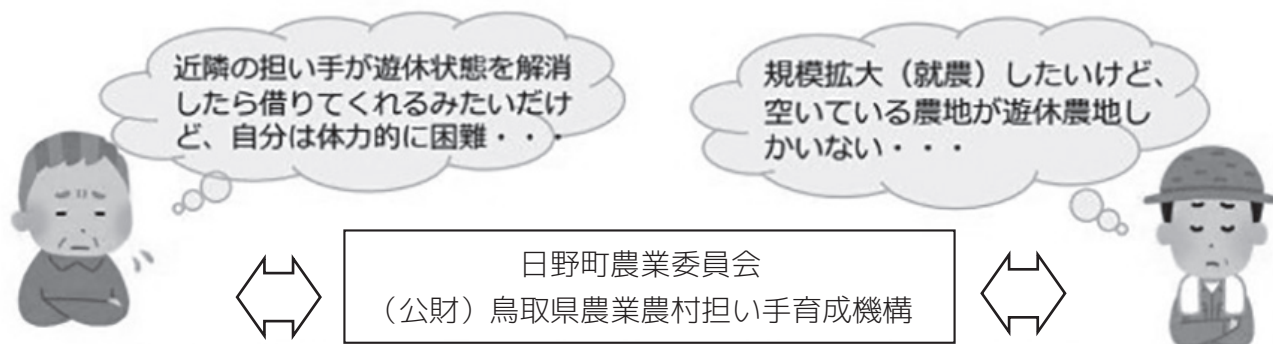 近隣の担い手が遊休状態を解消
したら借りてくれるみたいだけ
ど、自分は体力的に困難・・・
規模拡大（就農）したいけど、
空いている農地が遊休農地し
かいない・・・
日野町農業委員会
（公財）鳥取県農業農村担い手育成機構